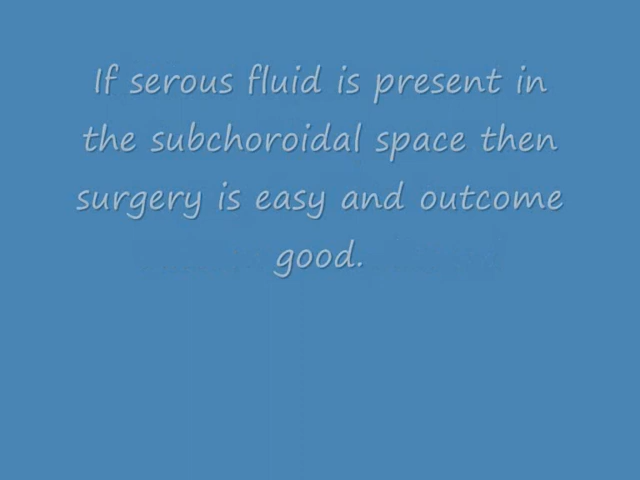 If serous fluid is present in
the subchoroidal space then
surgery is easy and outcome
good.